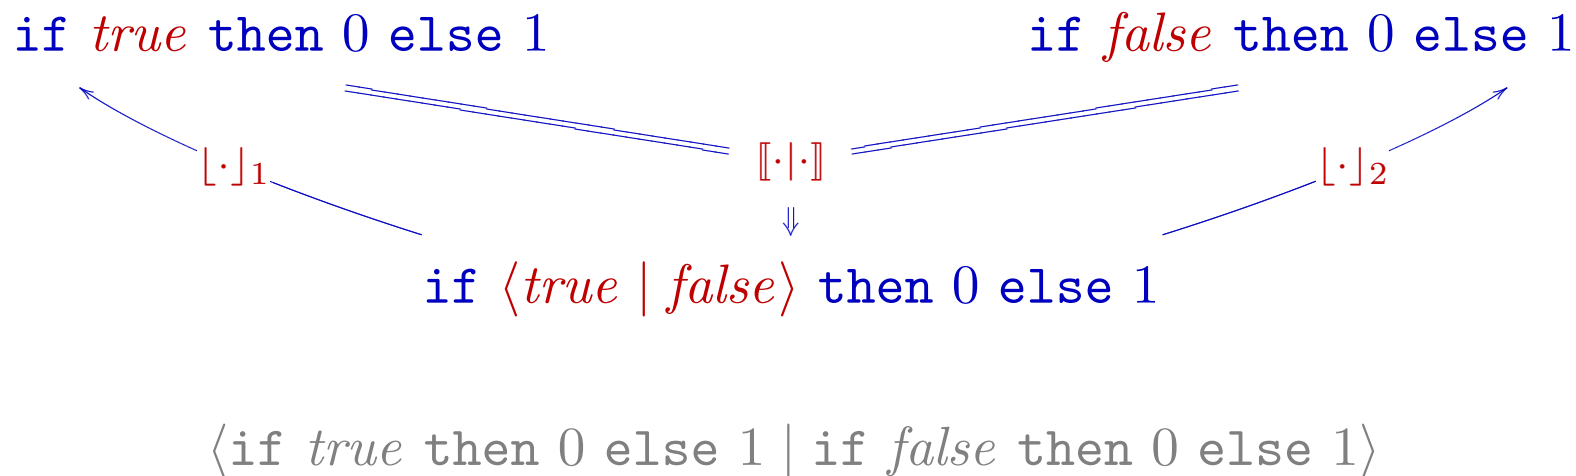 if true then 0 else 1 if false then 0 else 1
⌊·⌋₁ ⟦·|·⟧ ⌊·⌋₂
⇓
if ⟨true | false⟩ then 0 else 1
⟨if true then 0 else 1 | if false then 0 else 1⟩